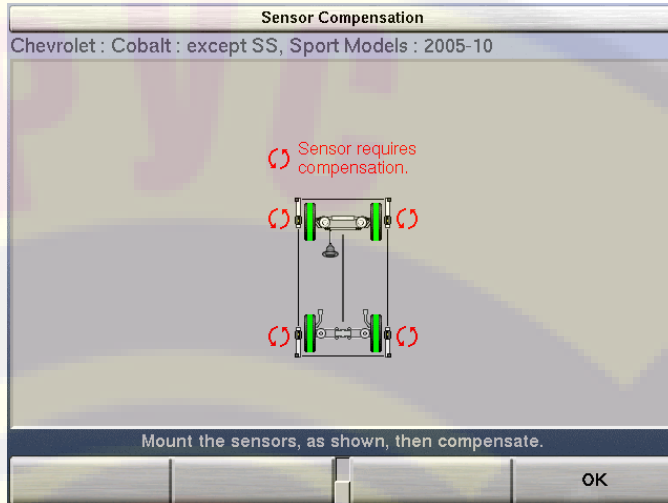 Sensor Compensation
Chevrolet : Cobalt : except SS, Sport Models : 2005-10
Sensor requires
compensation.
Mount the sensors, as shown, then compensate.
OK